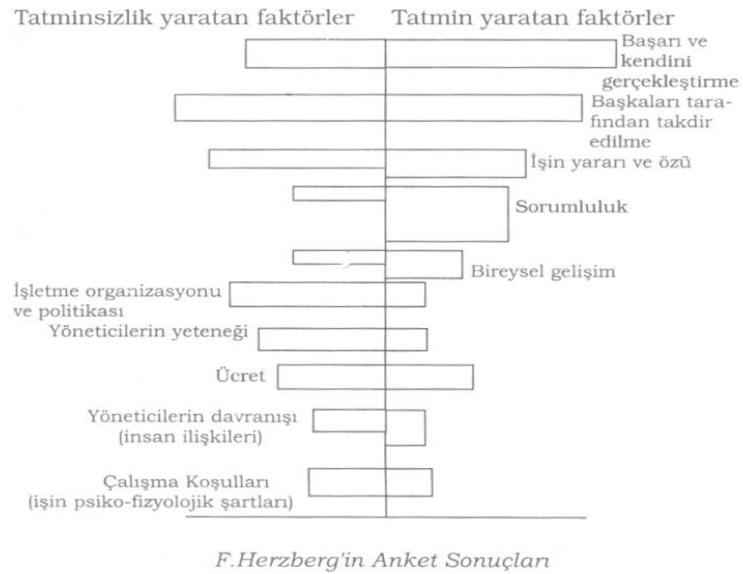 Tatminsizlik yaratan faktörler
Tatmin yaratan faktörler
Başarı ve
kendini
gerçekleştirme
Başkaları tara-
fından takdir
edilme
İşin yararı ve özü
Sorumluluk
Bireysel gelişim
İşletme organizasyonu
ve politikası
Yöneticilerin yeteneği
Ücret
Yöneticilerin davranışı
(insan ilişkileri)
Çalışma Koşulları
(işin psiko-fizyolojik şartları)
F.Herzberg'in Anket Sonuçları